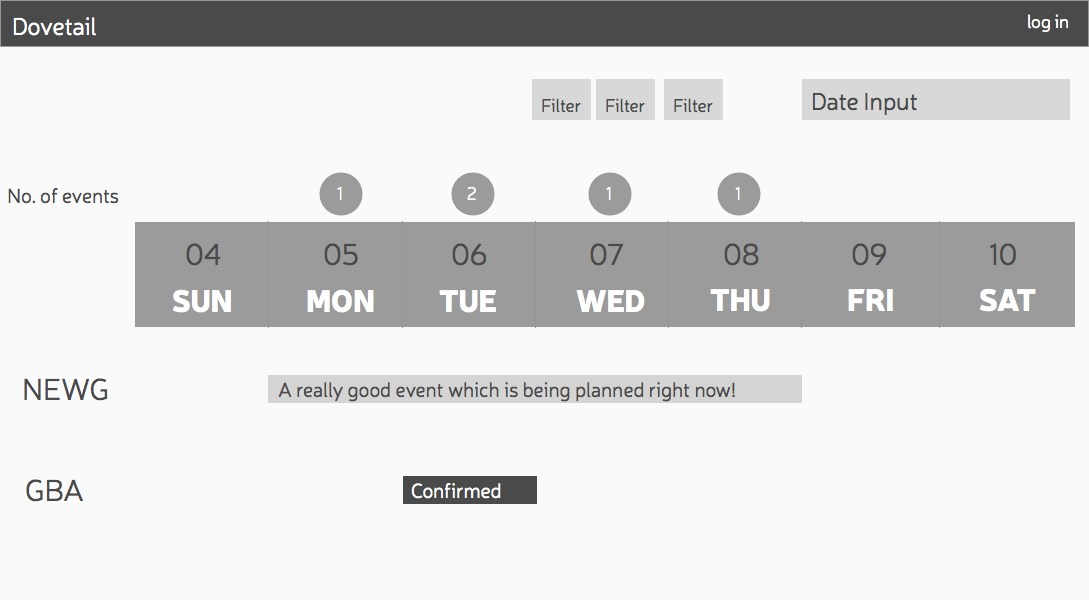 Dovetail
log in
Filter Filter Filter
Date Input
No. of events
1 2 1 1
04 05 06 07 08 09 10
SUN MON TUE WED THU FRI SAT
NEWG
A really good event which is being planned right now!
GBA
Confirmed